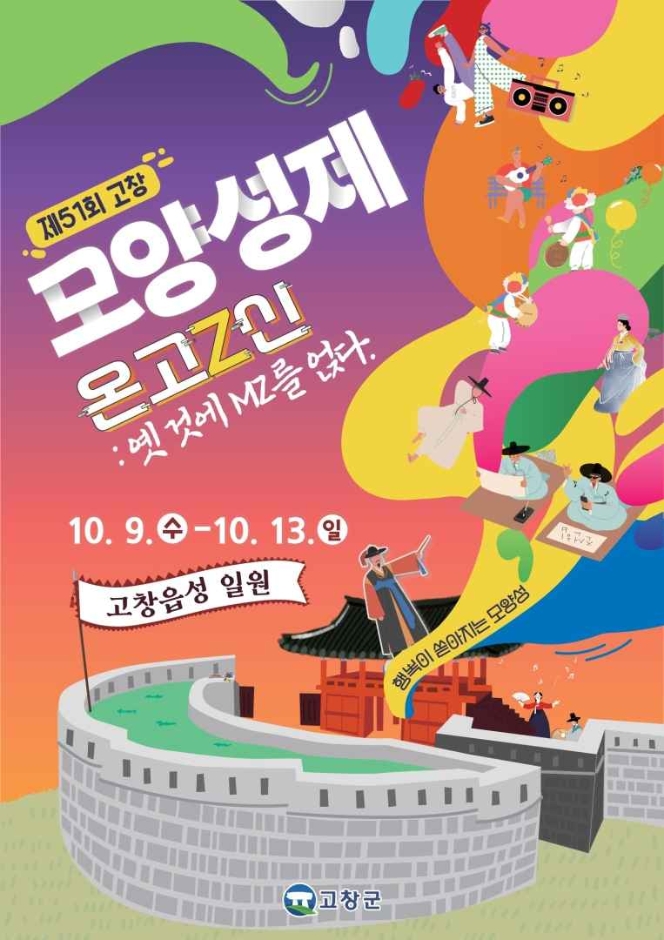 제51회 고창
모양성제
온고Z신
: 옛 것에 MZ를 얹다.
10. 9. 수 - 10. 13. 일
고창읍성 일원
행복이 쏟아지는 모양성
고창군